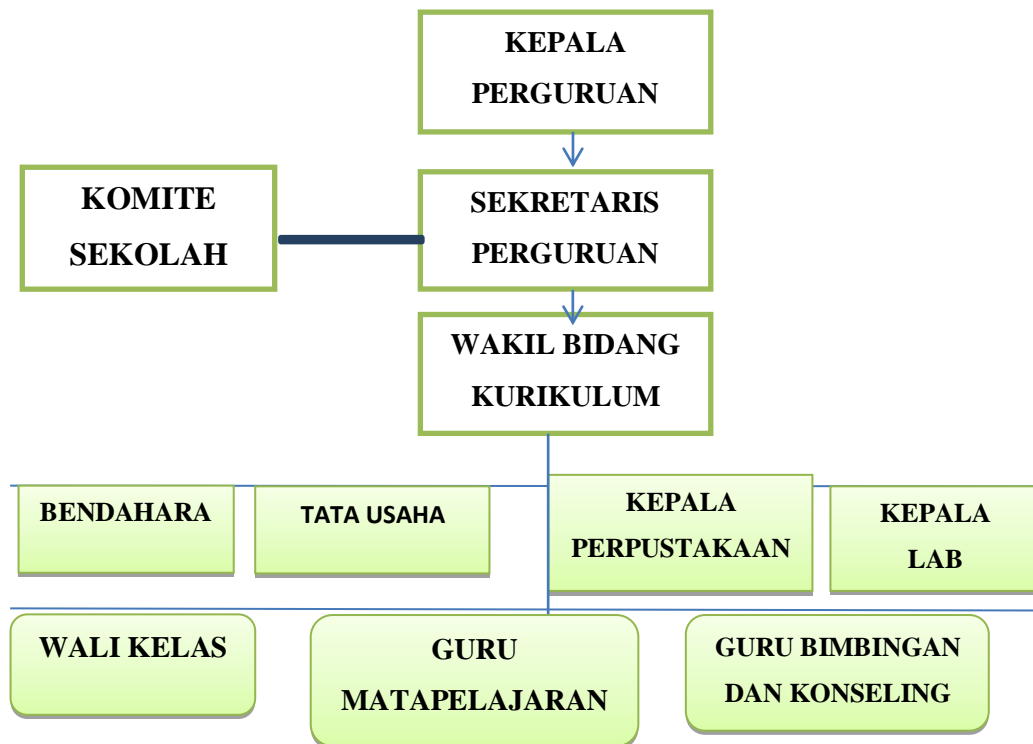 KEPALA
PERGURUAN
KOMITE
SEKOLAH
SEKRETARIS
PERGURUAN
WAKIL BIDANG
KURIKULUM
BENDAHARA
TATA USAHA
KEPALA
PERPUSTAKAAN
KEPALA
LAB
WALI KELAS
GURU
MATAPELAJARAN
GURU BIMBINGAN
DAN KONSELING